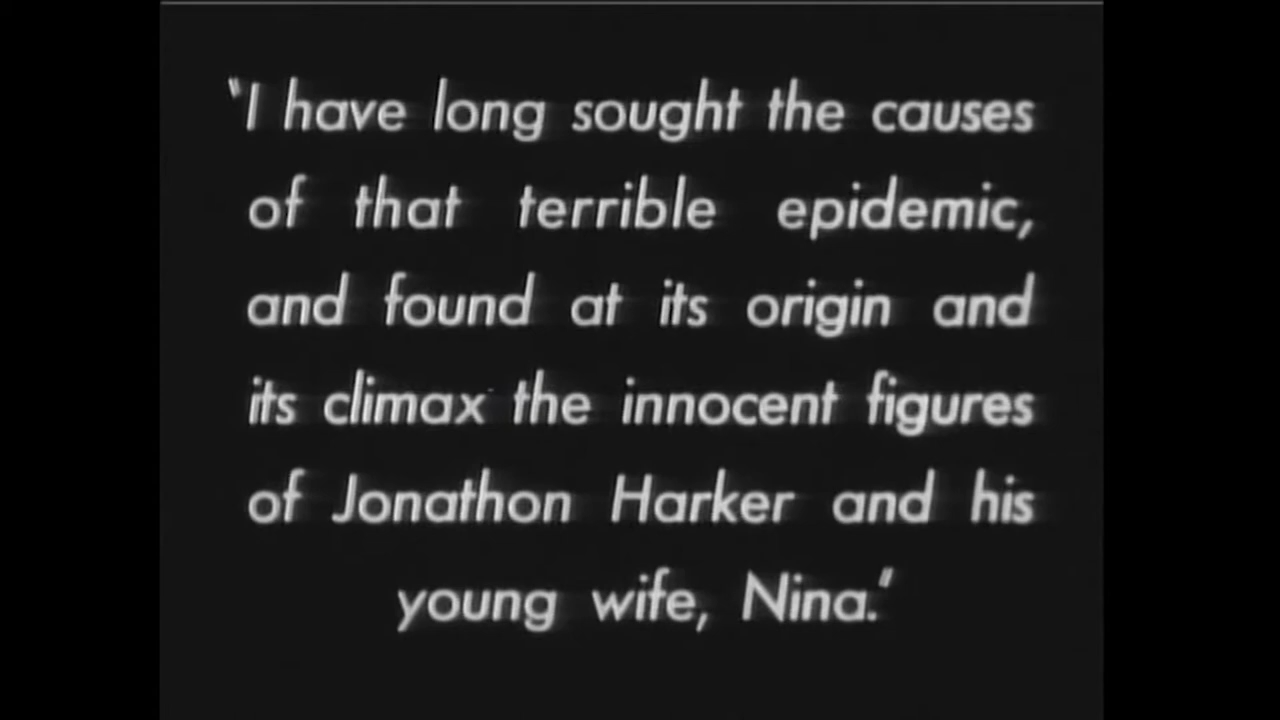 "I have long sought the causes
of that terrible epidemic,
and found at its origin and
its climax the innocent figures
of Jonathon Harker and his
young wife, Nina."